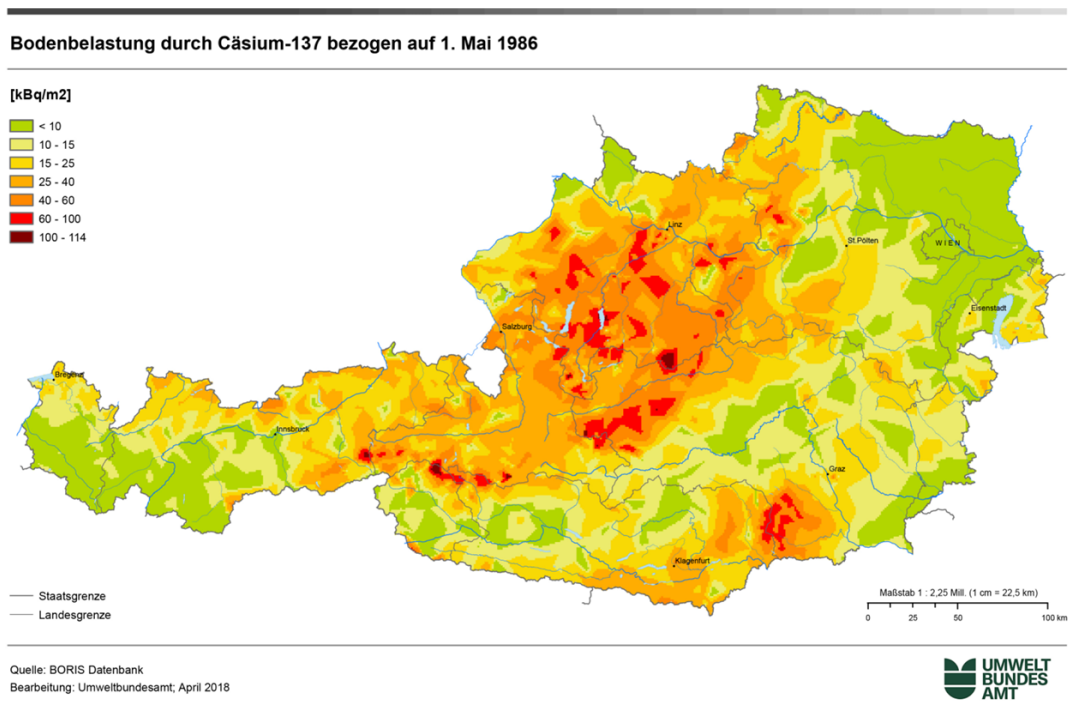 Bodenbelastung durch Cäsium-137 bezogen auf 1. Mai 1986
[kBq/m2]
< 10
10 - 15
15 - 25
25 - 40
40 - 60
60 - 100
100 - 114
Linz
St.Pölten
WIEN
Eisenstadt
Salzburg
Bregenz
Innsbruck
Graz
Klagenfurt
Staatsgrenze
Landesgrenze
Maßstab 1 : 2,25 Mill. (1 cm = 22,5 km)
0 25 50 100 km
Quelle: BORIS Datenbank
Bearbeitung: Umweltbundesamt; April 2018
UMWELT
BUNDES
AMT